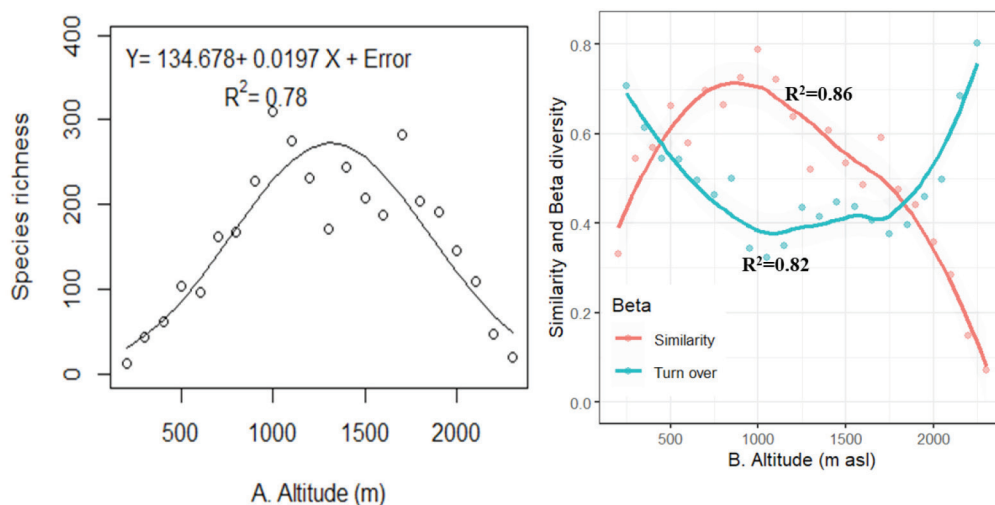 Y= 134.678+ 0.0197 X + Error
R²= 0.78
Species richness
400
300
200
100
0
500 1000 1500 2000
A. Altitude (m)
Similarity and Beta diversity
0.8
0.6
0.4
0.2
0.0
R²=0.86
R²=0.82
Beta
Similarity
Turn over
500 1000 1500 2000
B. Altitude (m asl)